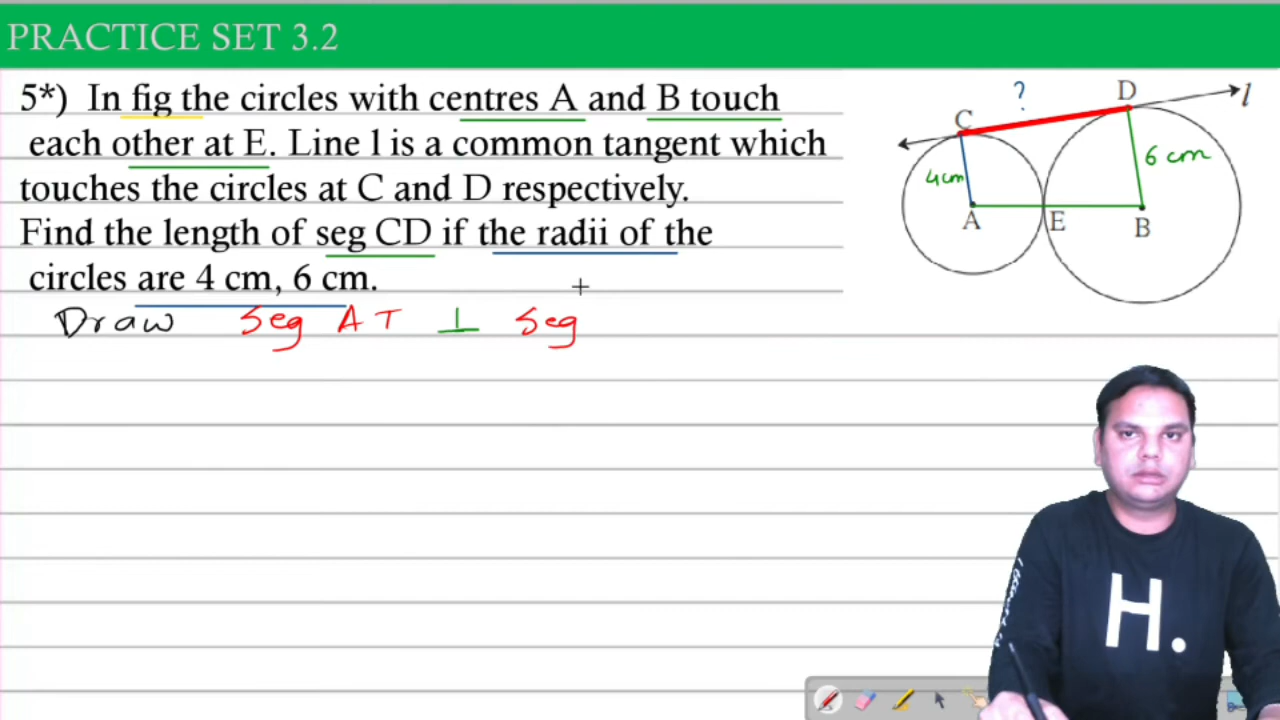 PRACTICE SET 3.2
5*) In fig the circles with centres A and B touch
each other at E. Line l is a common tangent which
touches the circles at C and D respectively.
Find the length of seg CD if the radii of the
circles are 4 cm, 6 cm.
Draw seg AT ⊥ seg
?
D
l
C
4cm
6 cm
A
E
B
H.